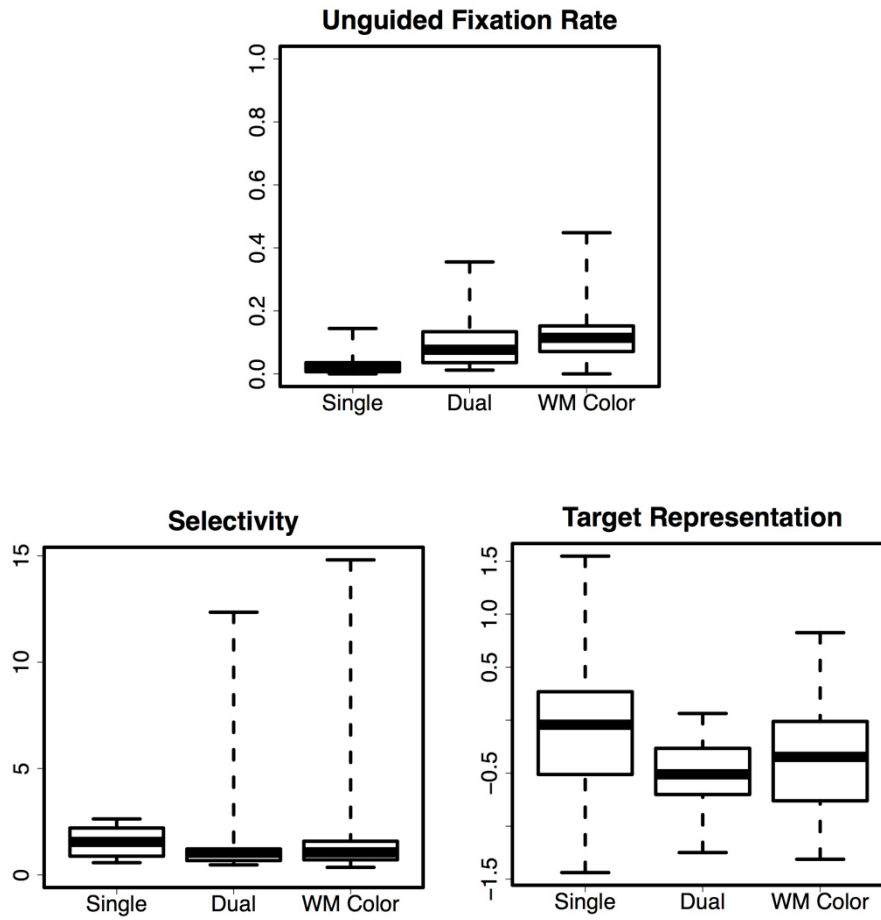 Unguided Fixation Rate
1.0
0.8
0.6
0.4
0.2
0.0
Single Dual WM Color
Selectivity
15
10
5
0
Single Dual WM Color
Target Representation
1.5
1.0
0.5
−0.5
−1.5
Single Dual WM Color